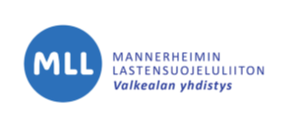 MLL
MANNERHEIMIN
LASTENSUOJELULIITON
Valkealan yhdistys